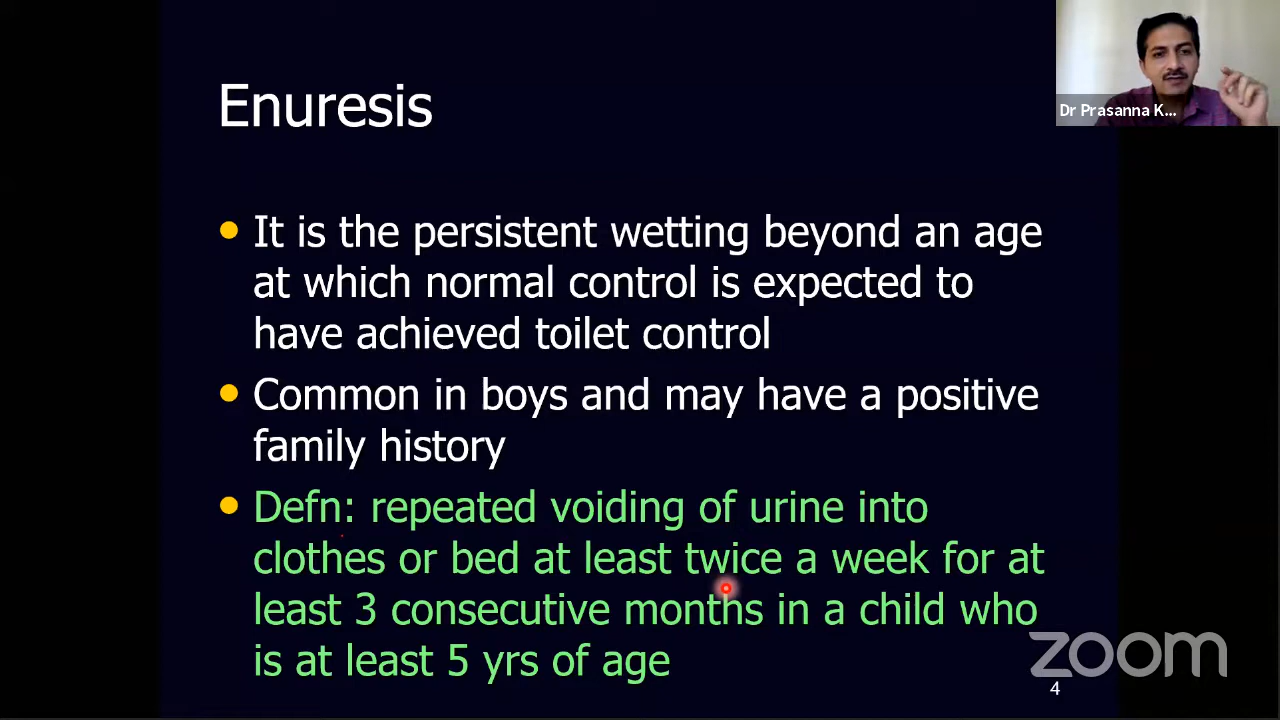 Dr Prasanna K...
Enuresis
It is the persistent wetting beyond an age
at which normal control is expected to
have achieved toilet control
Common in boys and may have a positive
family history
Defn: repeated voiding of urine into
clothes or bed at least twice a week for at
least 3 consecutive months in a child who
is at least 5 yrs of age
zoom
4